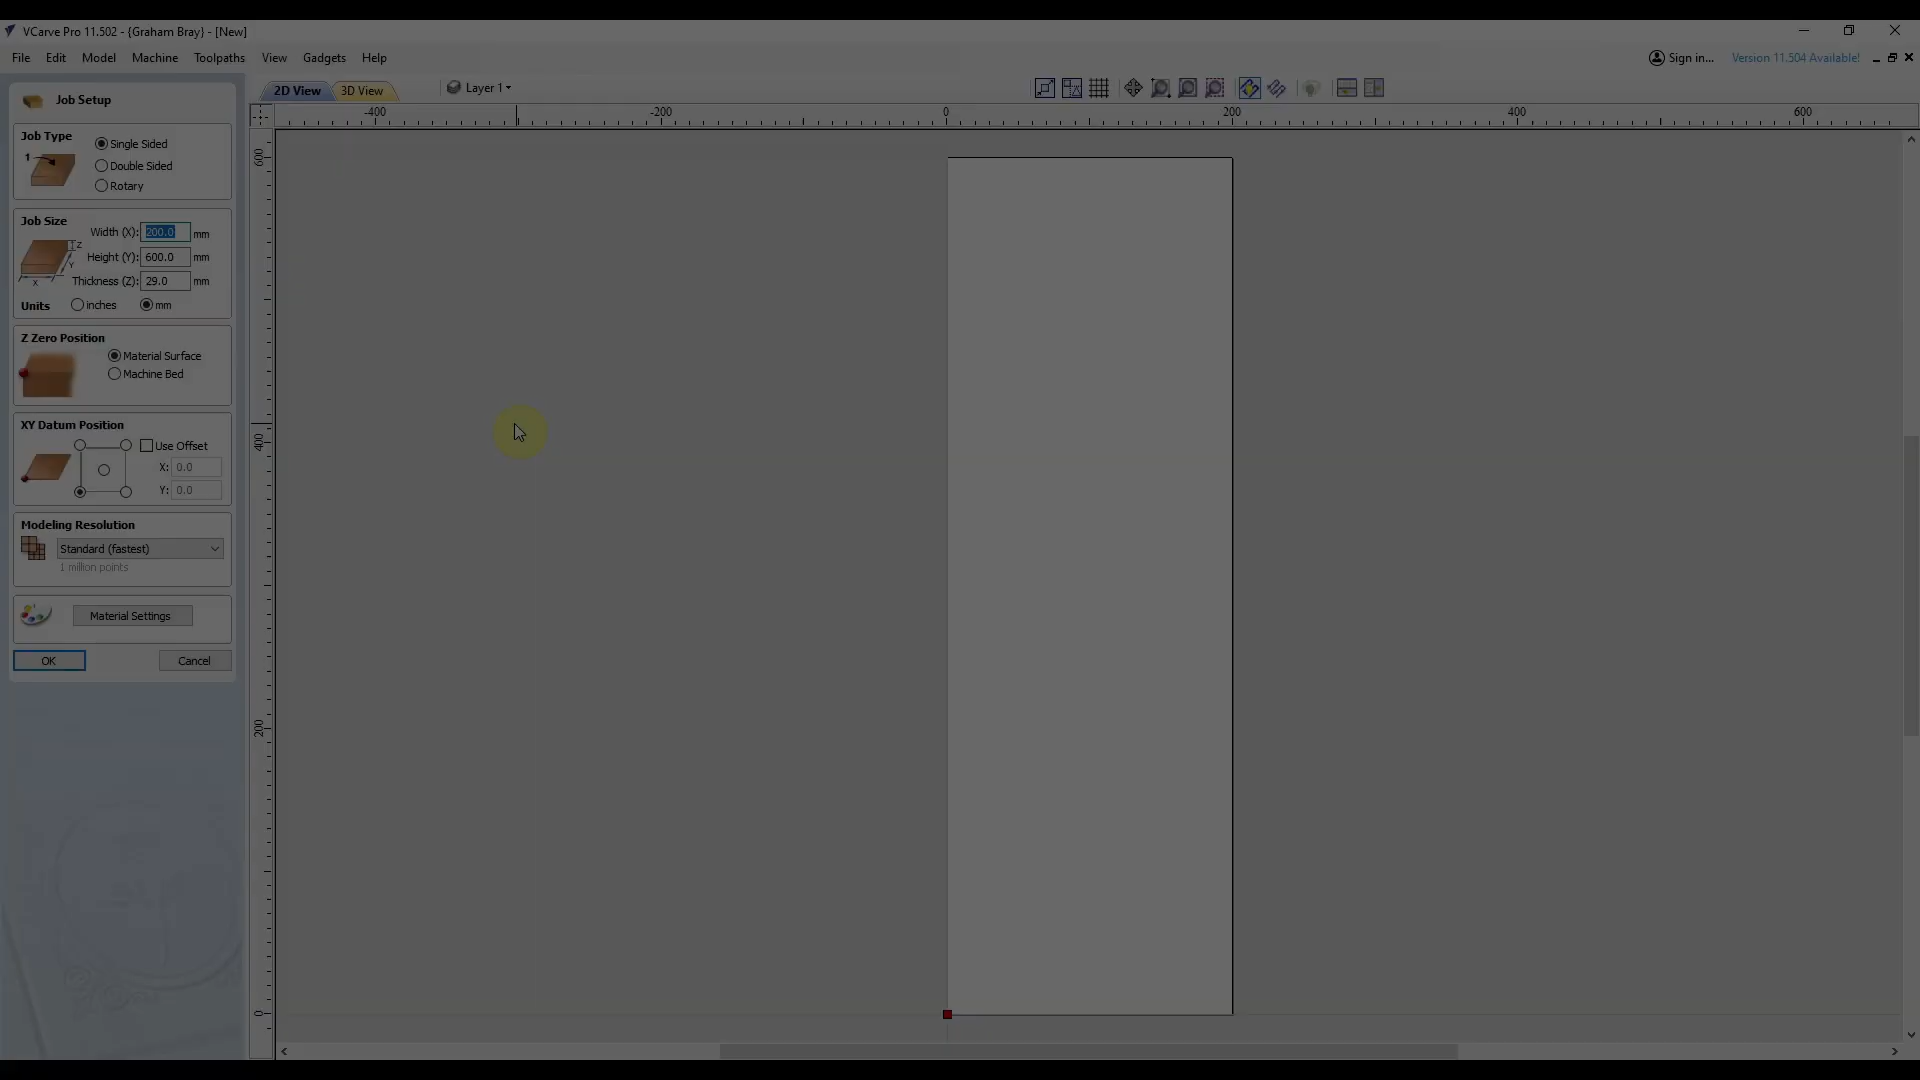 VCarve Pro 11.502 - {Graham Bray} - [New]
File Edit Model Machine Toolpaths View Gadgets Help
Sign in... Version 11.504 Available!
Job Setup
2D View 3D View Layer 1
-400 -200 0 200 400 600
Job Type
1
Single Sided
Double Sided
Rotary
Job Size
Width (X): 200.0 mm
Height (Y): 600.0 mm
Thickness (Z): 29.0 mm
Z
Y
X
Units inches mm
Z Zero Position
Material Surface
Machine Bed
XY Datum Position
Use Offset
X: 0.0
Y: 0.0
Modeling Resolution
Standard (fastest)
1 million points
Material Settings
OK Cancel
600
400
200
0